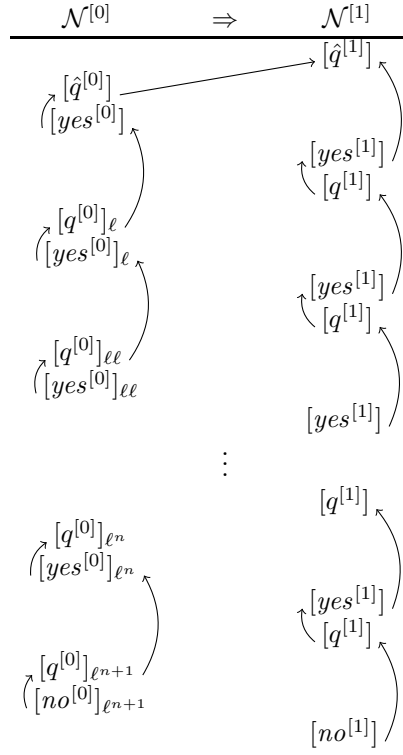 𝒩^{[0]} ⇒ 𝒩^{[1]}
[q̂^{[1]}]
[q̂^{[0]}]
[yes^{[0]}]
[yes^{[1]}]
[q^{[1]}]
[q^{[0]}]_ℓ
[yes^{[0]}]_ℓ
[yes^{[1]}]
[q^{[1]}]
[q^{[0]}]_{ℓℓ}
[yes^{[0]}]_{ℓℓ}
[yes^{[1]}]
⋮
[q^{[1]}]
[q^{[0]}]_{ℓ^n}
[yes^{[0]}]_{ℓ^n}
[yes^{[1]}]
[q^{[1]}]
[q^{[0]}]_{ℓ^{n+1}}
[no^{[0]}]_{ℓ^{n+1}}
[no^{[1]}]